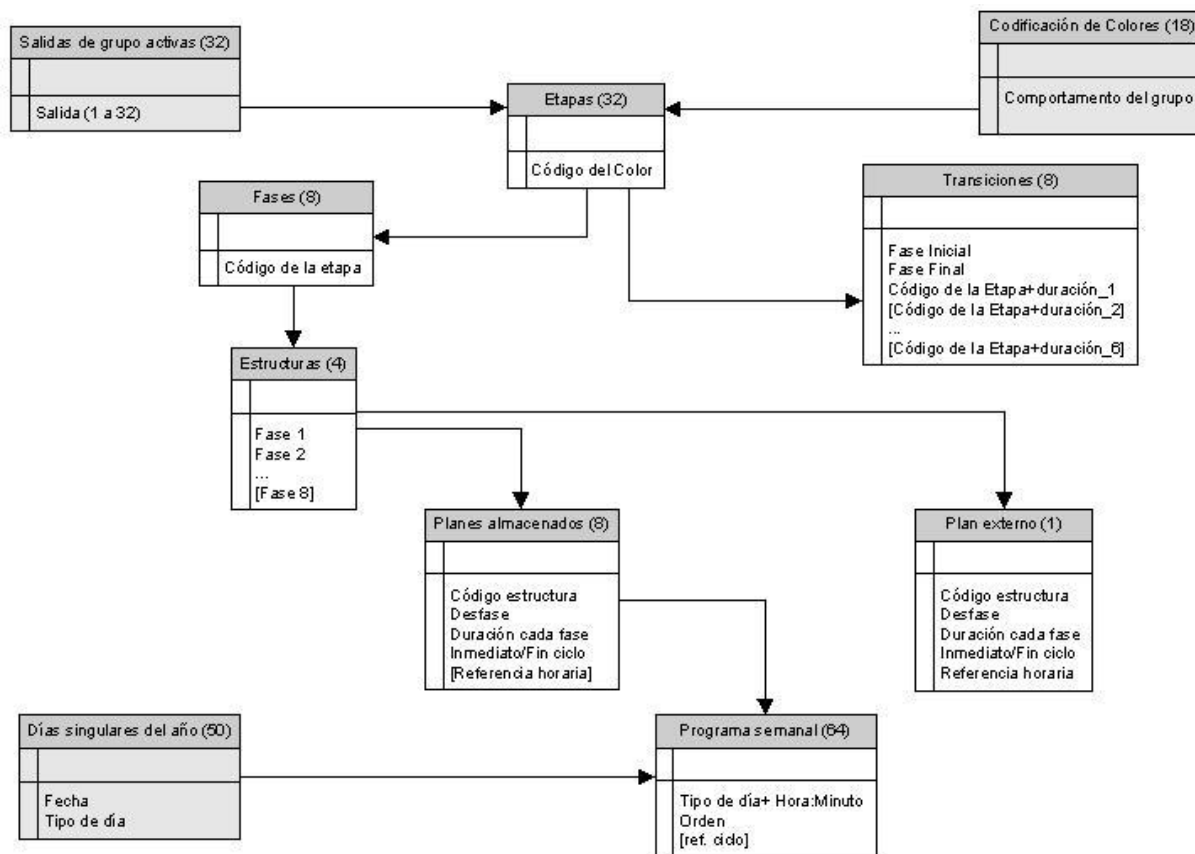 Salidas de grupo activas (32)
Salida (1 a 32)
Codificación de Colores (18)
Comportamento del grupo
Etapas (32)
Código del Color
Fases (8)
Código de la etapa
Transiciones (8)
Fase Inicial
Fase Final
Código de la Etapa+duración_1
[Código de la Etapa+duración_2]
...
[Código de la Etapa+duración_6]
Estructuras (4)
Fase 1
Fase 2
...
[Fase 8]
Planes almacenados (8)
Código estructura
Desfase
Duración cada fase
Inmediato/Fin ciclo
[Referencia horaria]
Plan externo (1)
Código estructura
Desfase
Duración cada fase
Inmediato/Fin ciclo
Referencia horaria
Días singulares del año (50)
Fecha
Tipo de día
Programa semanal (64)
Tipo de día+ Hora:Minuto
Orden
[ref. ciclo]